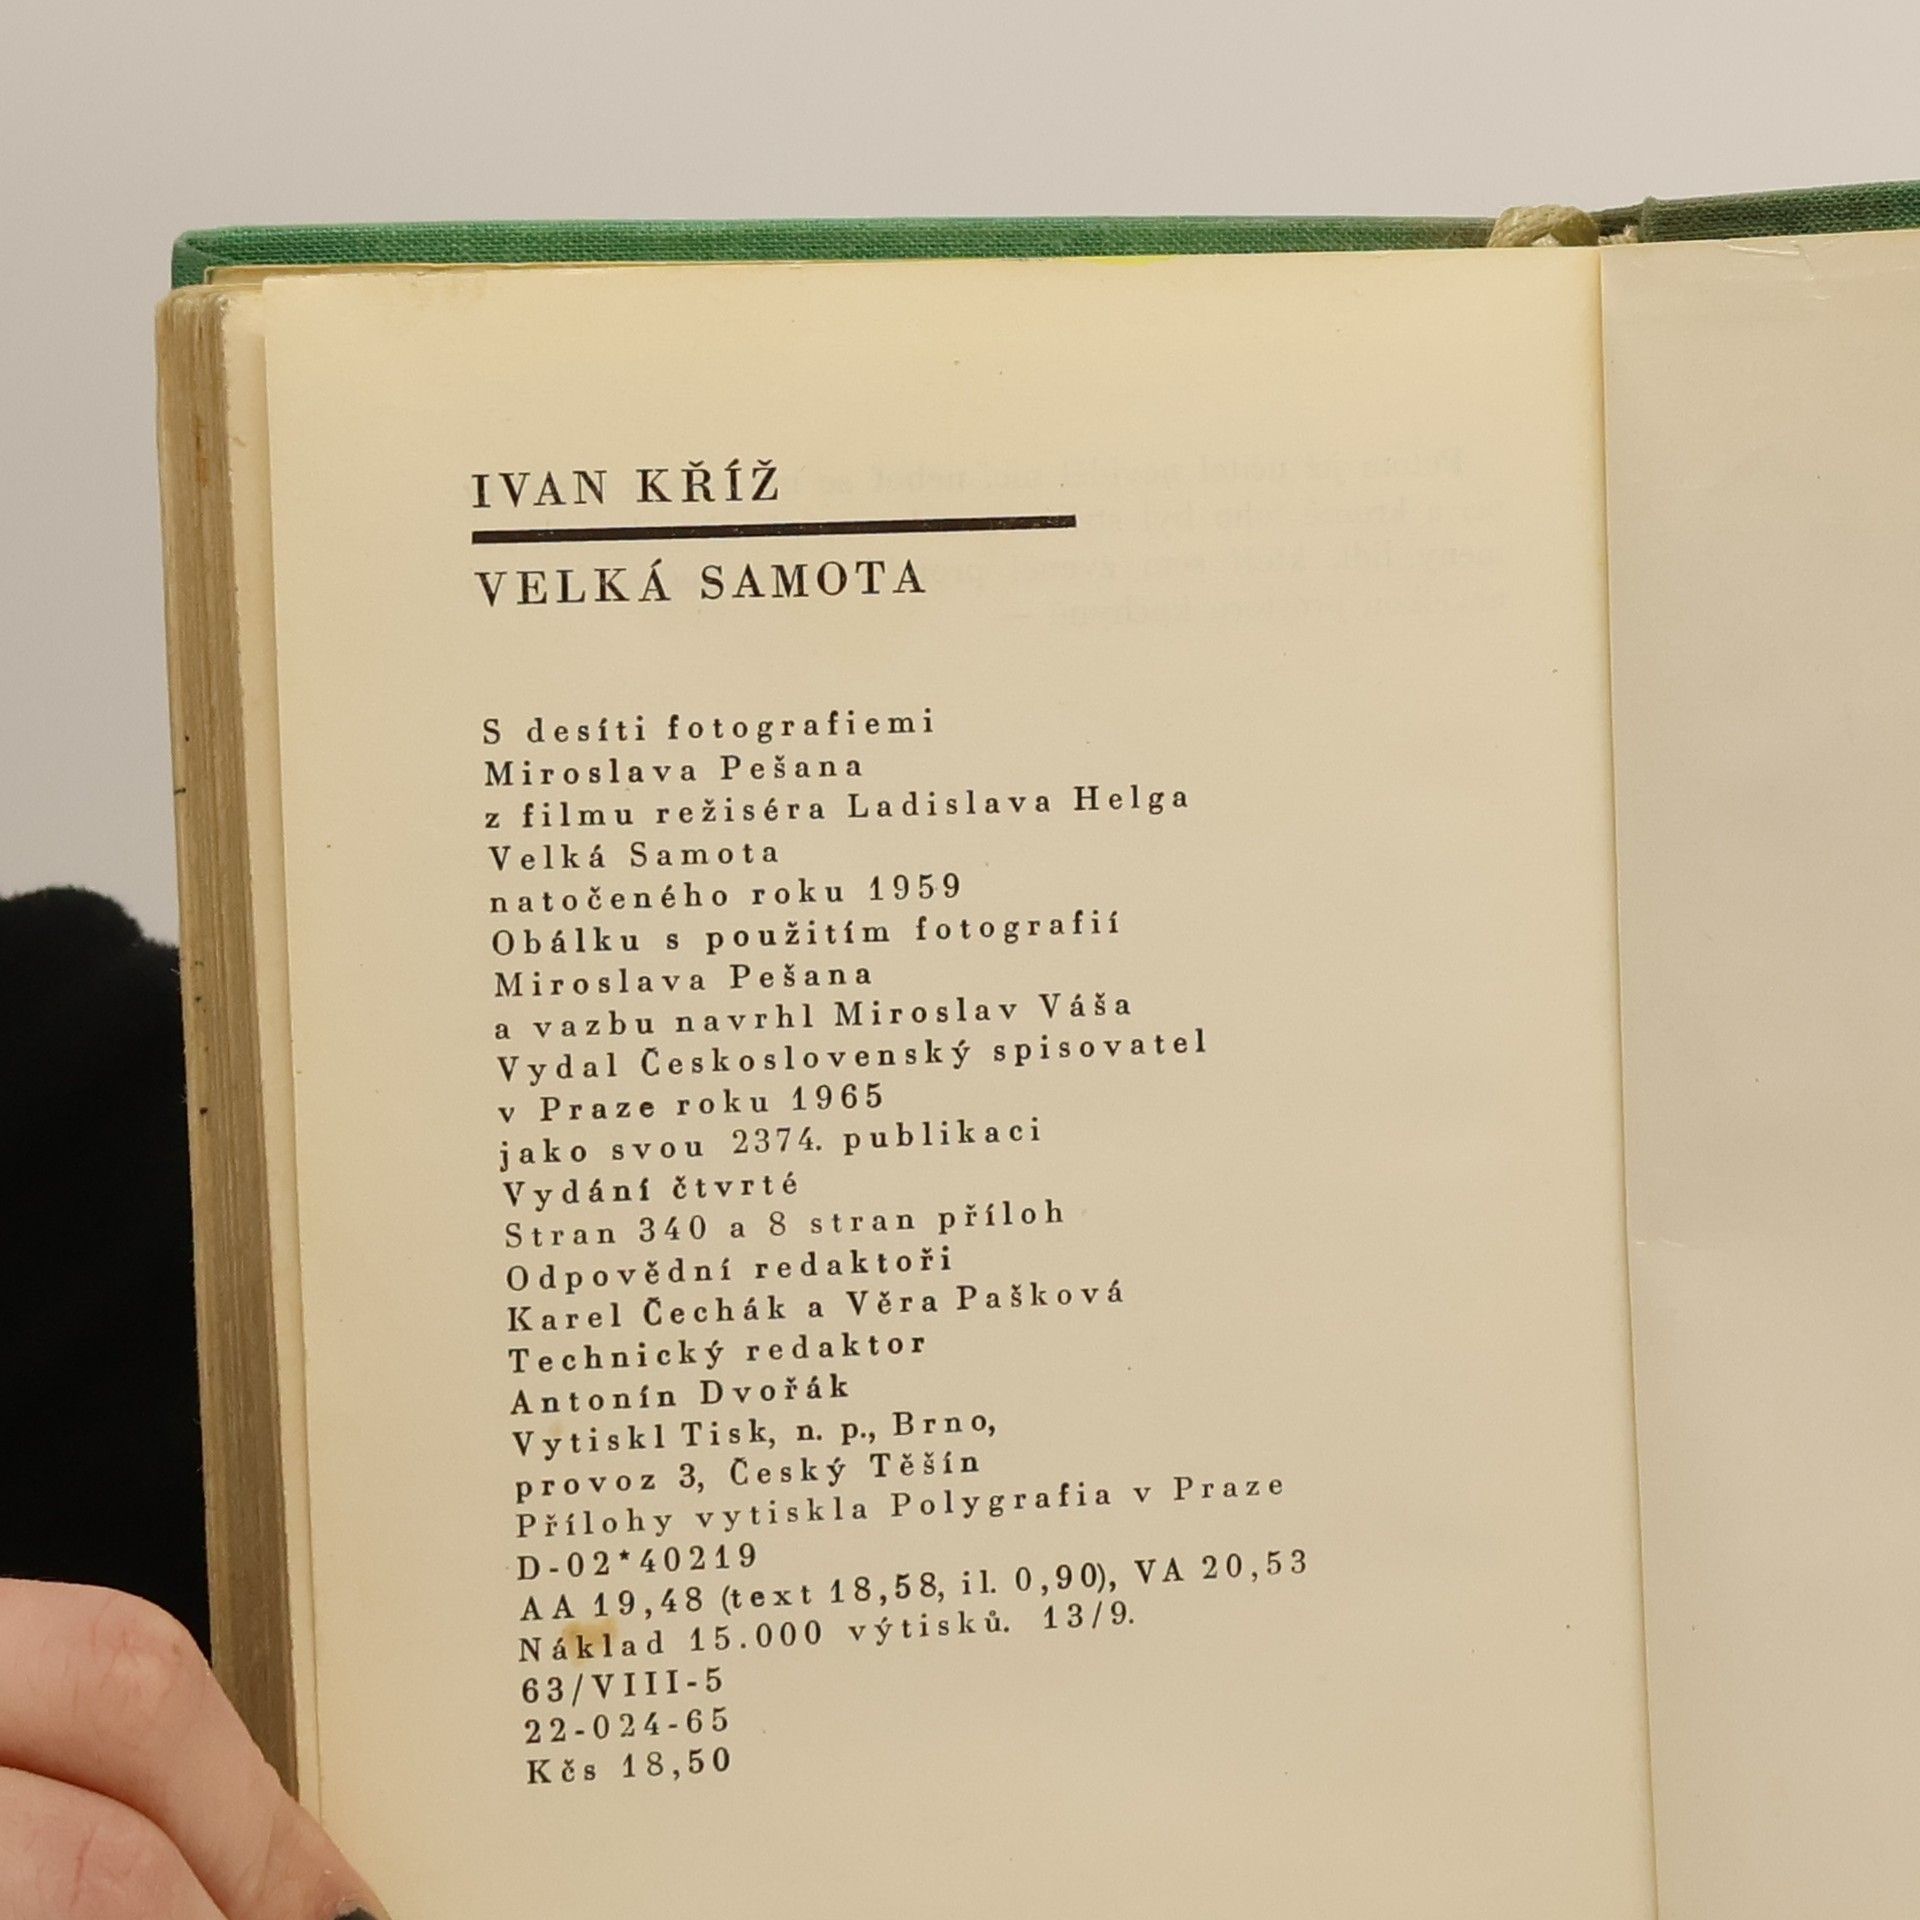 IVAN KŘÍŽ
VELKÁ SAMOTA
S desíti fotografiemi
Miroslava Pešana
z filmu režiséra Ladislava Helga
Velká Samota
natočeného roku 1959
Obálku s použitím fotografií
Miroslava Pešana
a vazbu navrhl Miroslav Váša
Vydal Československý spisovatel
v Praze roku 1965
jako svou 2374. publikaci
Vydání čtvrté
Stran 340 a 8 stran příloh
Odpovědní redaktoři
Karel Čechák a Věra Pašková
Technický redaktor
Antonín Dvořák
Vytiskl Tisk, n. p., Brno,
provoz 3, Český Těšín
Přílohy vytiskla Polygrafia v Praze
D-02*40219
AA 19,48 (text 18,58, il. 0,90), VA 20,53
Náklad 15.000 výtisků. 13/9.
63/VIII-5
22-024-65
Kčs 18,50